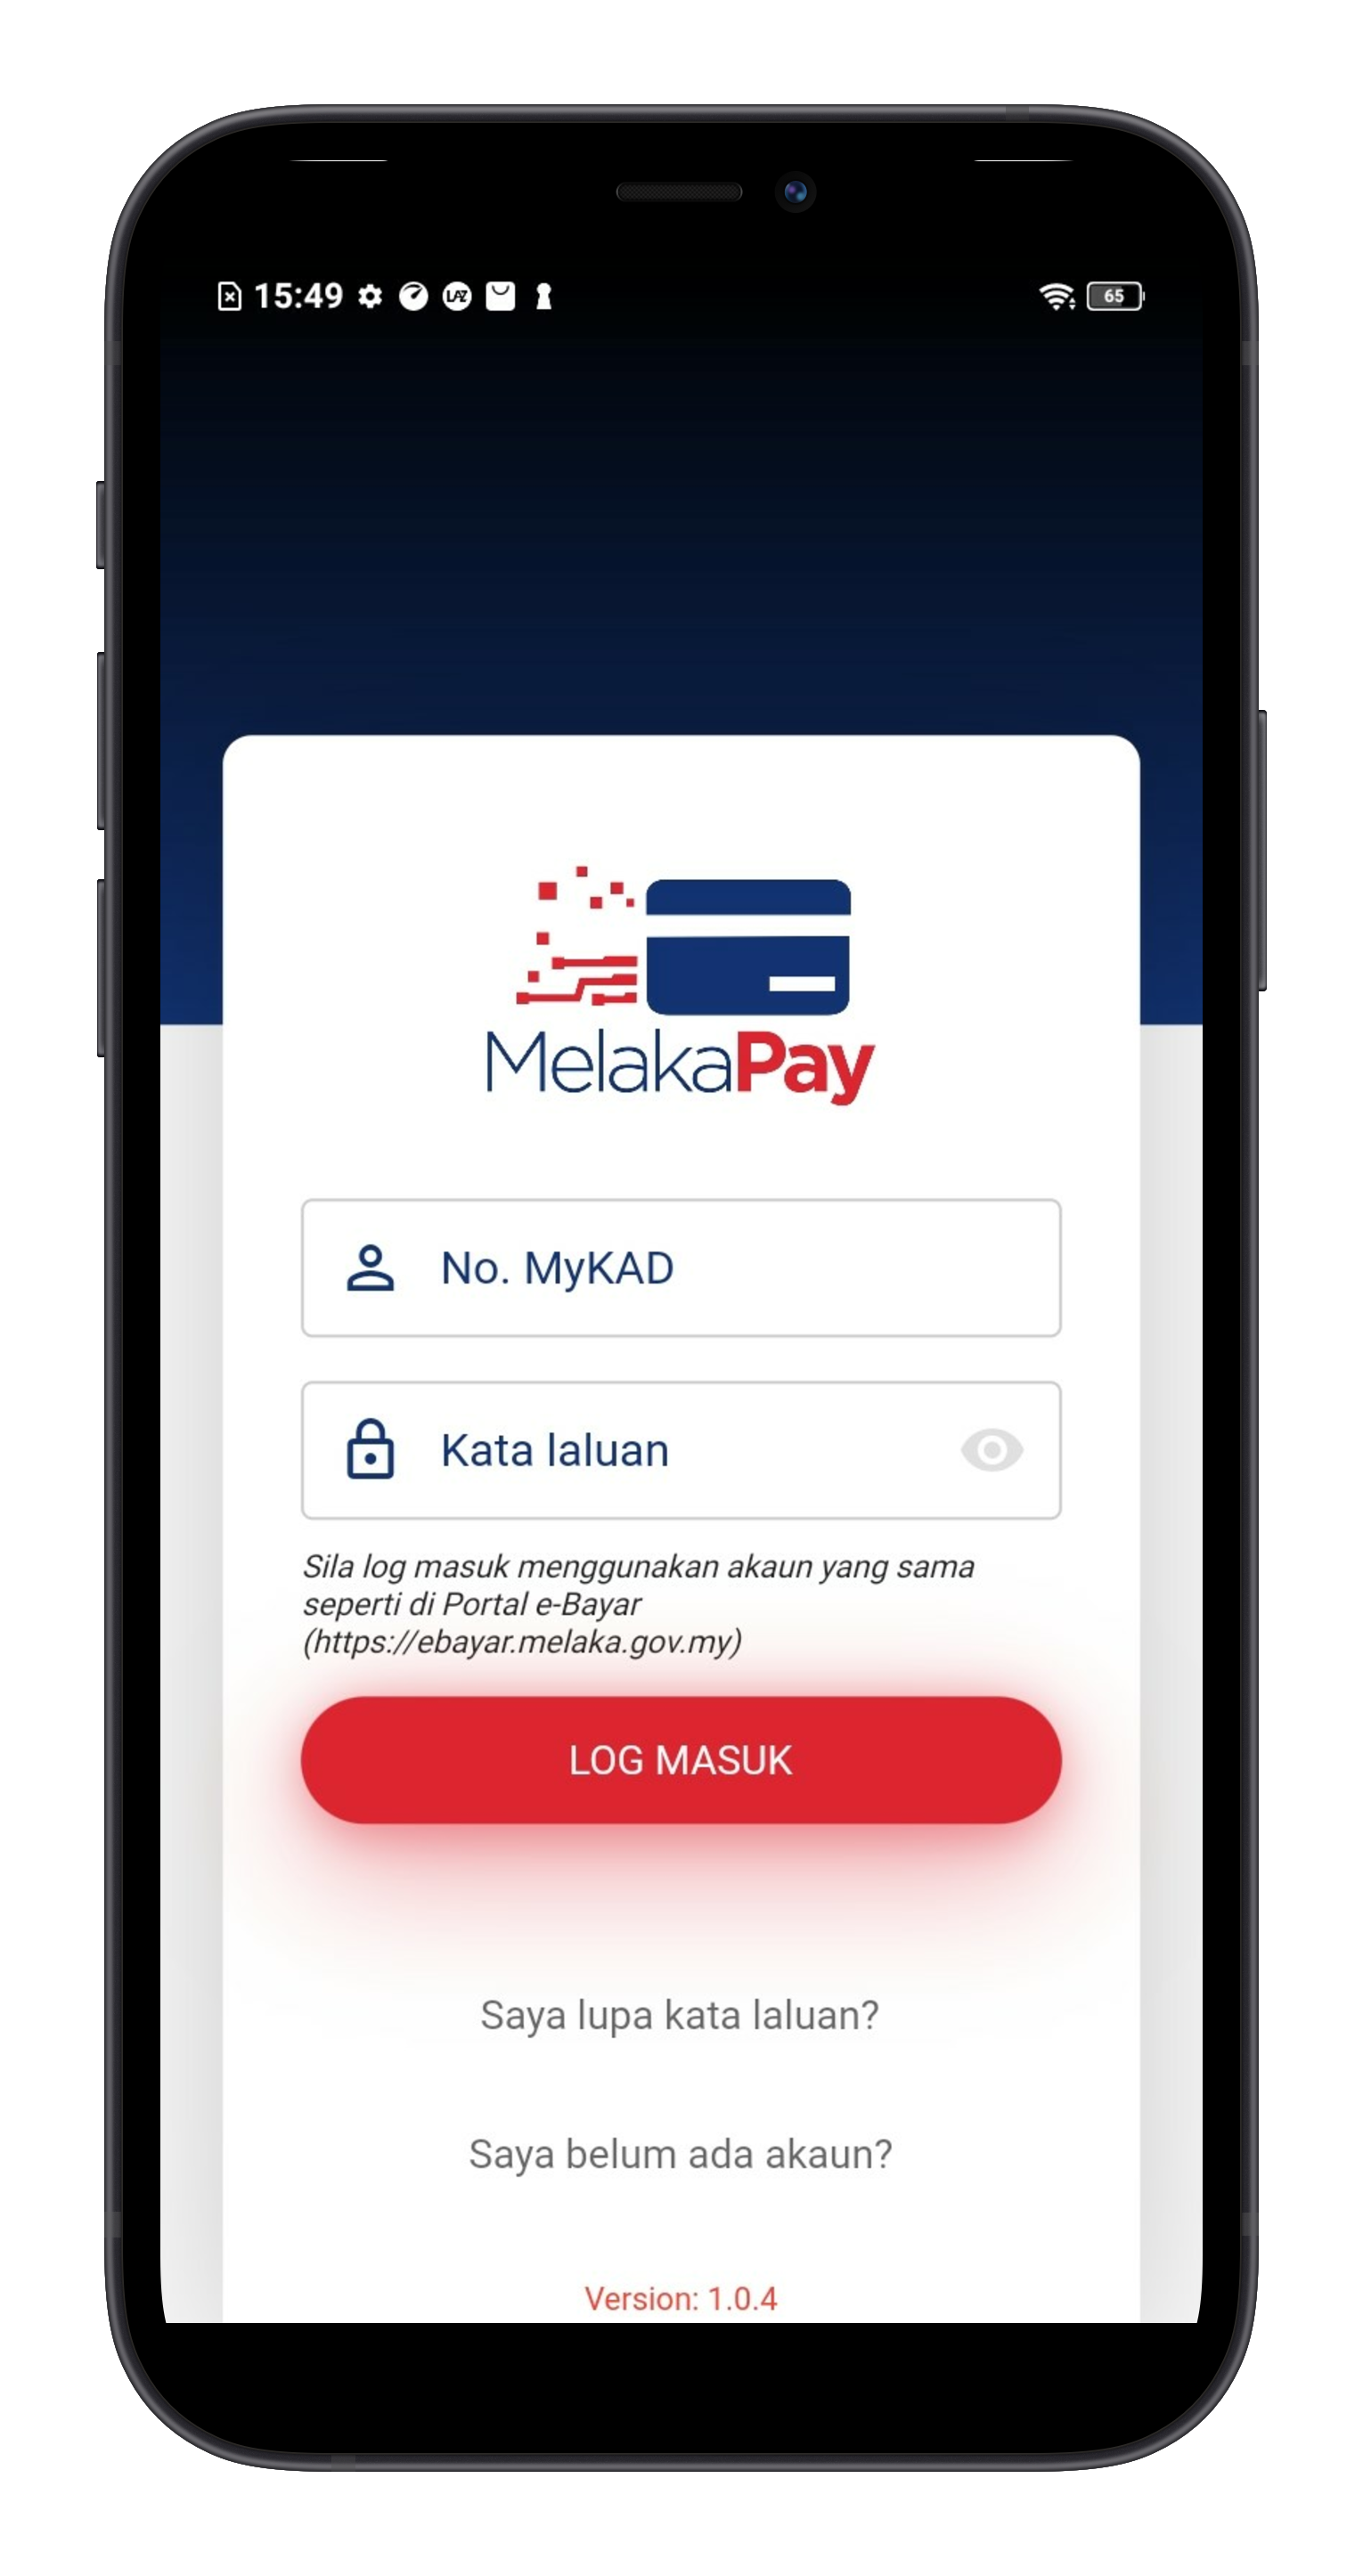 15:49
LAZ
65
MelakaPay
No. MyKAD
Kata laluan
Sila log masuk menggunakan akaun yang sama
seperti di Portal e-Bayar
(https://ebayar.melaka.gov.my)
LOG MASUK
Saya lupa kata laluan?
Saya belum ada akaun?
Version: 1.0.4